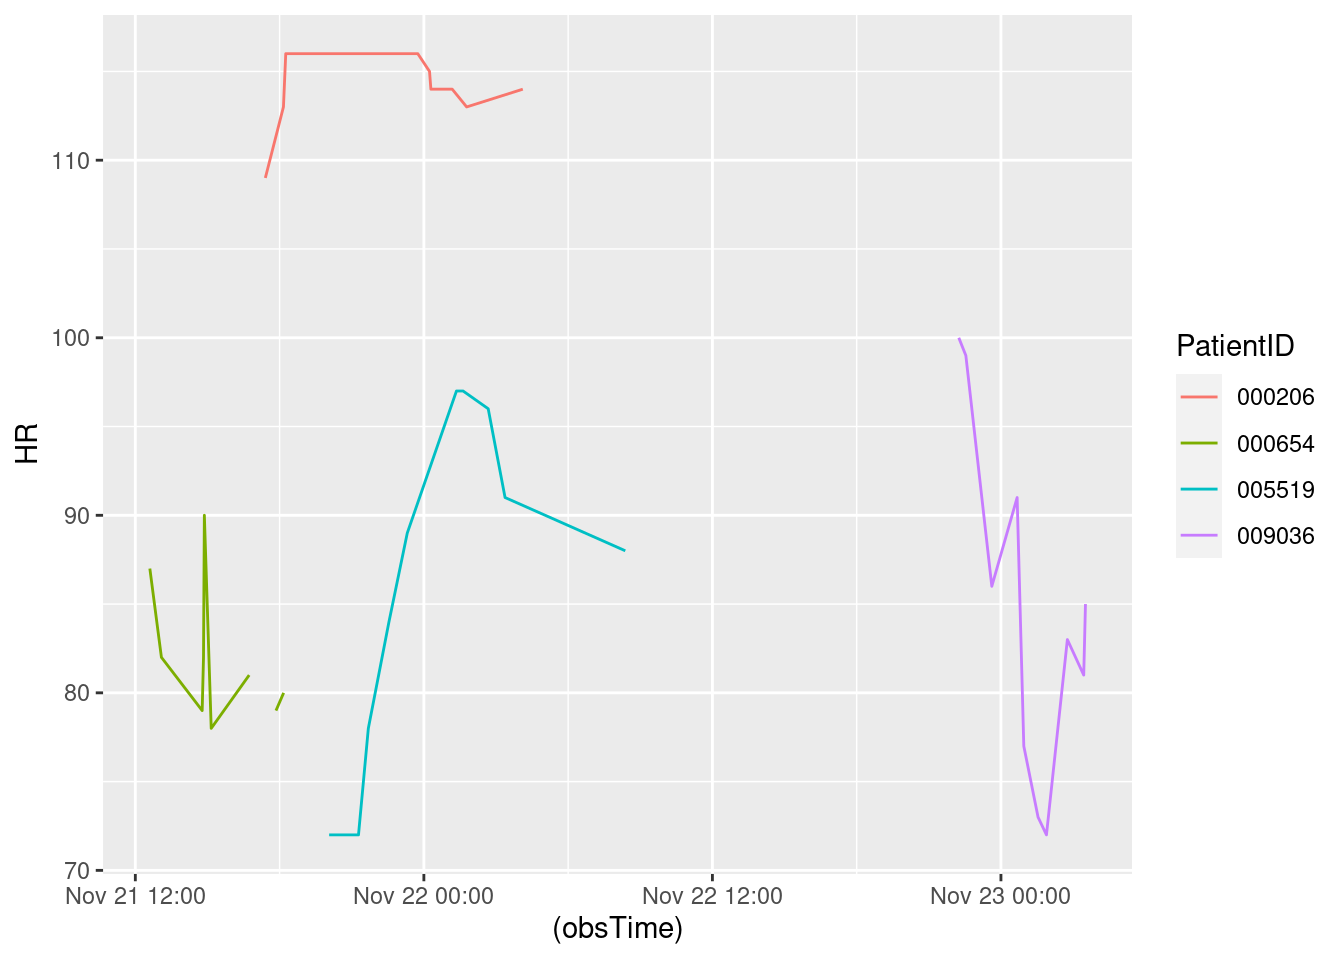 110
100
90
80
70
HR
Nov 21 12:00
Nov 22 00:00
Nov 22 12:00
Nov 23 00:00
(obsTime)
PatientID
000206
000654
005519
009036